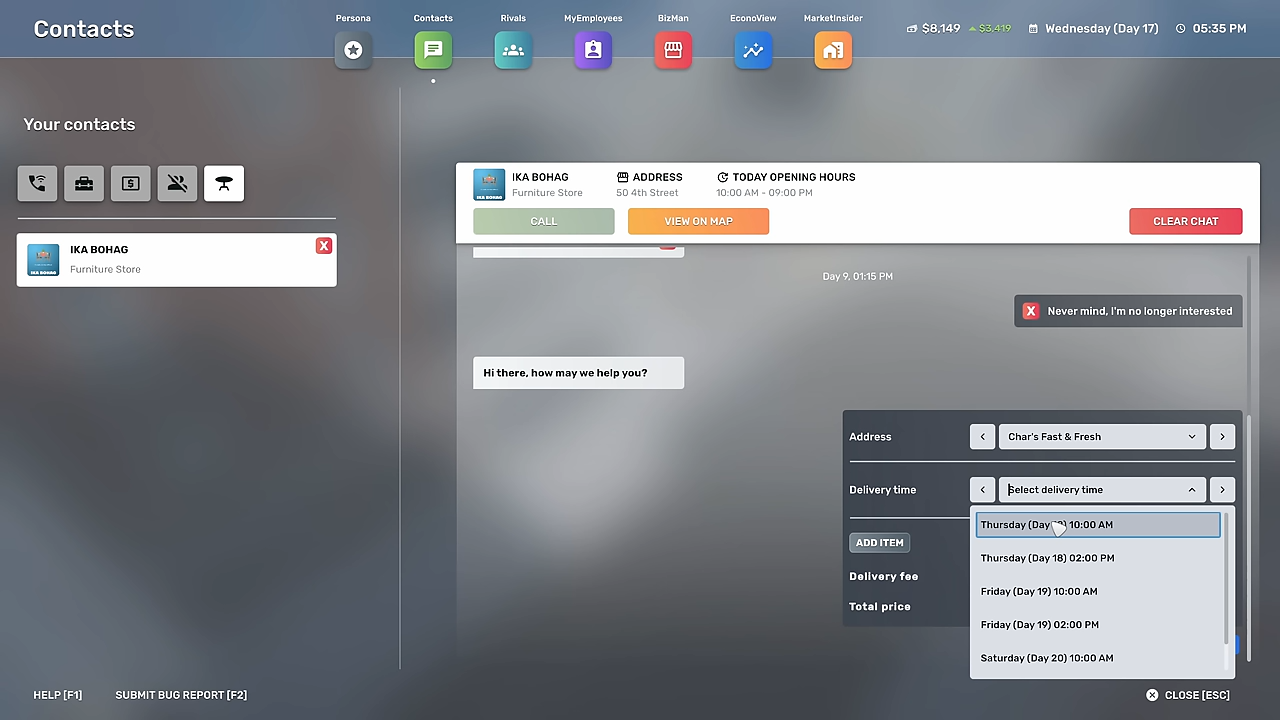 Contacts
Persona
Contacts
Rivals
MyEmployees
BizMan
EconoView
MarketInsider
$8,149
$3,419
Wednesday (Day 17)
05:35 PM
Your contacts
IKA BOHAG
Furniture Store
X
IKA BOHAG
Furniture Store
ADDRESS
50 4th Street
TODAY OPENING HOURS
10:00 AM - 09:00 PM
CALL
VIEW ON MAP
CLEAR CHAT
Day 9, 01:15 PM
X Never mind, I'm no longer interested
Hi there, how may we help you?
Address
Char's Fast & Fresh
Delivery time
Select delivery time
Thursday (Day 10:00 AM
Thursday (Day 18) 02:00 PM
Friday (Day 19) 10:00 AM
Friday (Day 19) 02:00 PM
Saturday (Day 20) 10:00 AM
ADD ITEM
Delivery fee
Total price
HELP [F1]
SUBMIT BUG REPORT [F2]
CLOSE [ESC]